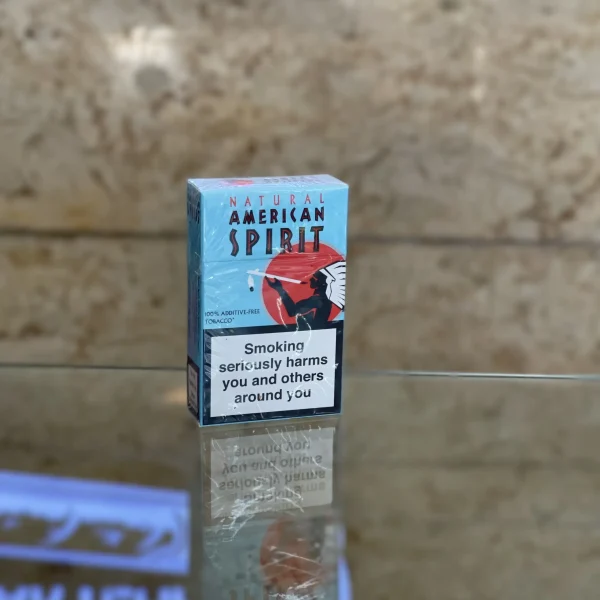 NATURAL
AMERICAN
SPIRIT
100% ADDITIVE-FREE
TOBACCO
Smoking
seriously harms
you and others
around you